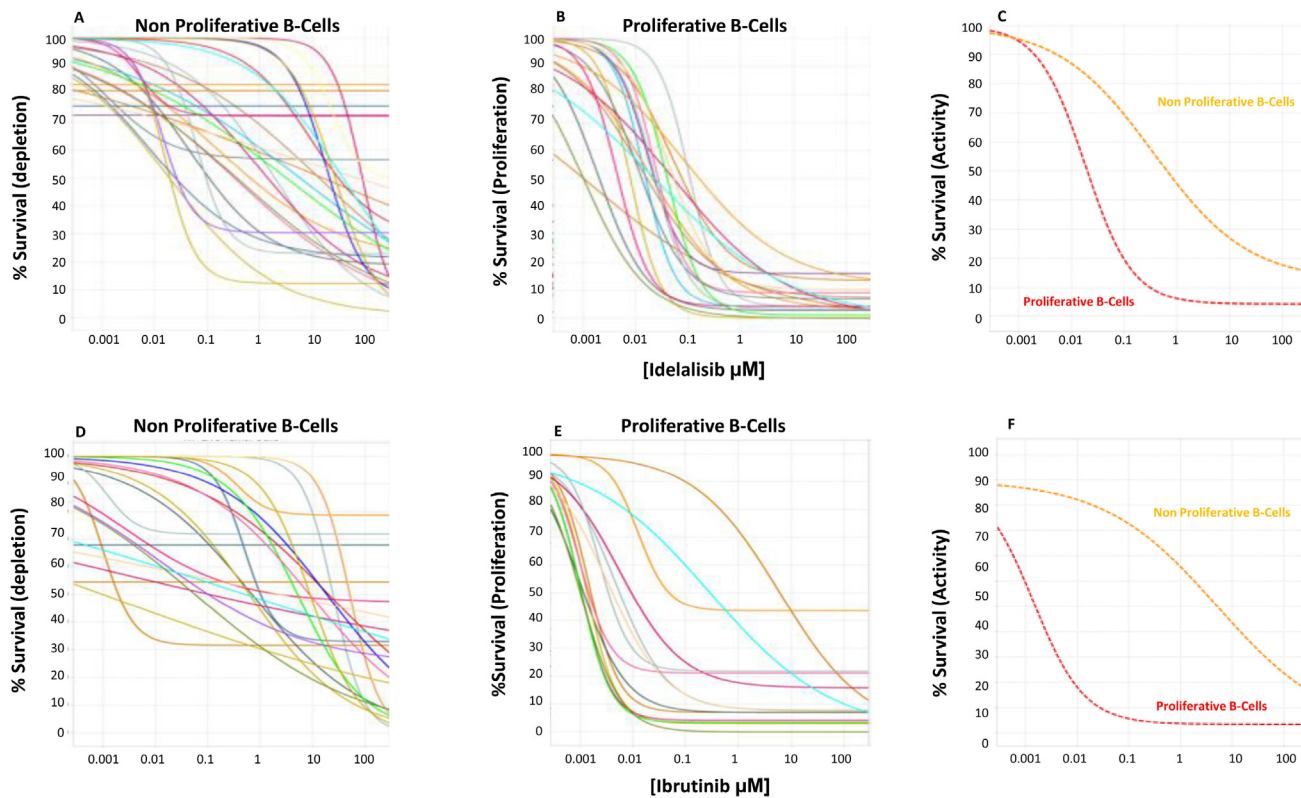 A
Non Proliferative B-Cells
% Survival (depletion)
100
90
80
70
60
50
40
30
20
10
0
0.001 0.01 0.1 1 10 100
B
Proliferative B-Cells
% Survival (Proliferation)
100
90
80
70
60
50
40
30
20
10
0
0.001 0.01 0.1 1 10 100
[Idelalisib µM]
C
% Survival (Activity)
100
90
80
70
60
50
40
30
20
10
0
Non Proliferative B-Cells
Proliferative B-Cells
0.001 0.01 0.1 1 10 100
D
Non Proliferative B-Cells
% Survival (depletion)
100
90
80
70
60
50
40
30
20
10
0
0.001 0.01 0.1 1 10 100
E
Proliferative B-Cells
%Survival (Proliferation)
100
90
80
70
60
50
40
30
20
10
0
0.001 0.01 0.1 1 10 100
[Ibrutinib µM]
F
% Survival (Activity)
100
90
80
70
60
50
40
30
20
10
0
Non Proliferative B-Cells
Proliferative B-Cells
0.001 0.01 0.1 1 10 100